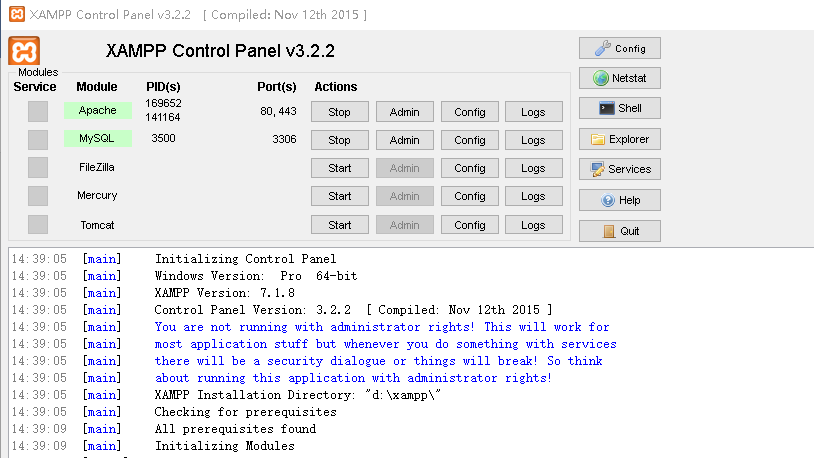 XAMPP Control Panel v3.2.2 [ Compiled: Nov 12th 2015 ]
XAMPP Control Panel v3.2.2
Config
Modules
Service Module PID(s) Port(s) Actions
Netstat
Apache 169652 141164 80, 443 Stop Admin Config Logs
Shell
MySQL 3500 3306 Stop Admin Config Logs
Explorer
FileZilla Start Admin Config Logs
Services
Mercury Start Admin Config Logs
Help
Tomcat Start Admin Config Logs
Quit
14:39:05 [main] Initializing Control Panel
14:39:05 [main] Windows Version: Pro 64-bit
14:39:05 [main] XAMPP Version: 7.1.8
14:39:05 [main] Control Panel Version: 3.2.2 [ Compiled: Nov 12th 2015 ]
14:39:05 [main] You are not running with administrator rights! This will work for
14:39:05 [main] most application stuff but whenever you do something with services
14:39:05 [main] there will be a security dialogue or things will break! So think
14:39:05 [main] about running this application with administrator rights!
14:39:05 [main] XAMPP Installation Directory: "d:\xampp\"
14:39:05 [main] Checking for prerequisites
14:39:09 [main] All prerequisites found
14:39:09 [main] Initializing Modules